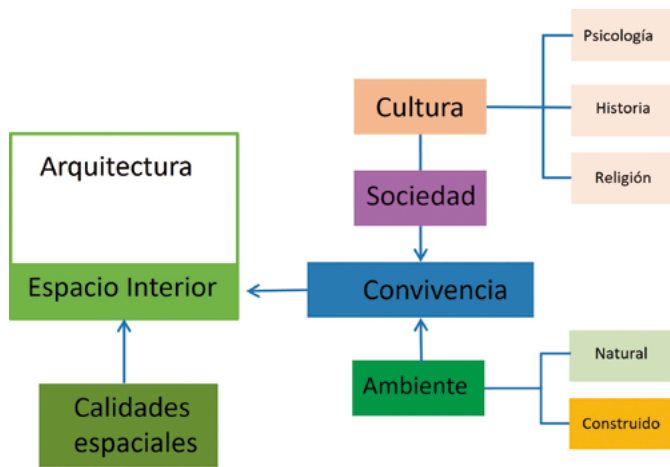 Psicología
Cultura
Historia
Arquitectura
Religión
Sociedad
Espacio Interior
Convivencia
Natural
Ambiente
Calidades
espaciales
Construido